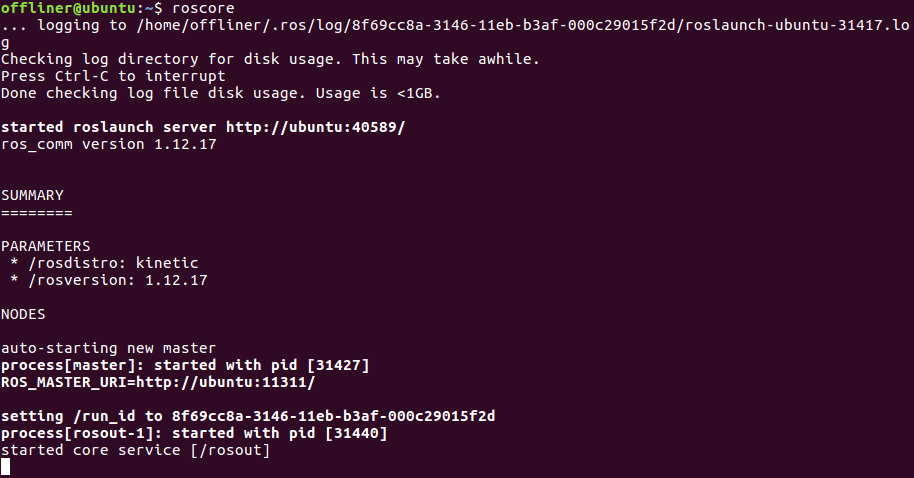 offliner@ubuntu:~$ roscore
... logging to /home/offliner/.ros/log/8f69cc8a-3146-11eb-b3af-000c29015f2d/roslaunch-ubuntu-31417.lo
g
Checking log directory for disk usage. This may take awhile.
Press Ctrl-C to interrupt
Done checking log file disk usage. Usage is <1GB.
started roslaunch server http://ubuntu:40589/
ros_comm version 1.12.17
SUMMARY
========
PARAMETERS
 * /rosdistro: kinetic
 * /rosversion: 1.12.17
NODES
auto-starting new master
process[master]: started with pid [31427]
ROS_MASTER_URI=http://ubuntu:11311/
setting /run_id to 8f69cc8a-3146-11eb-b3af-000c29015f2d
process[rosout-1]: started with pid [31440]
started core service [/rosout]